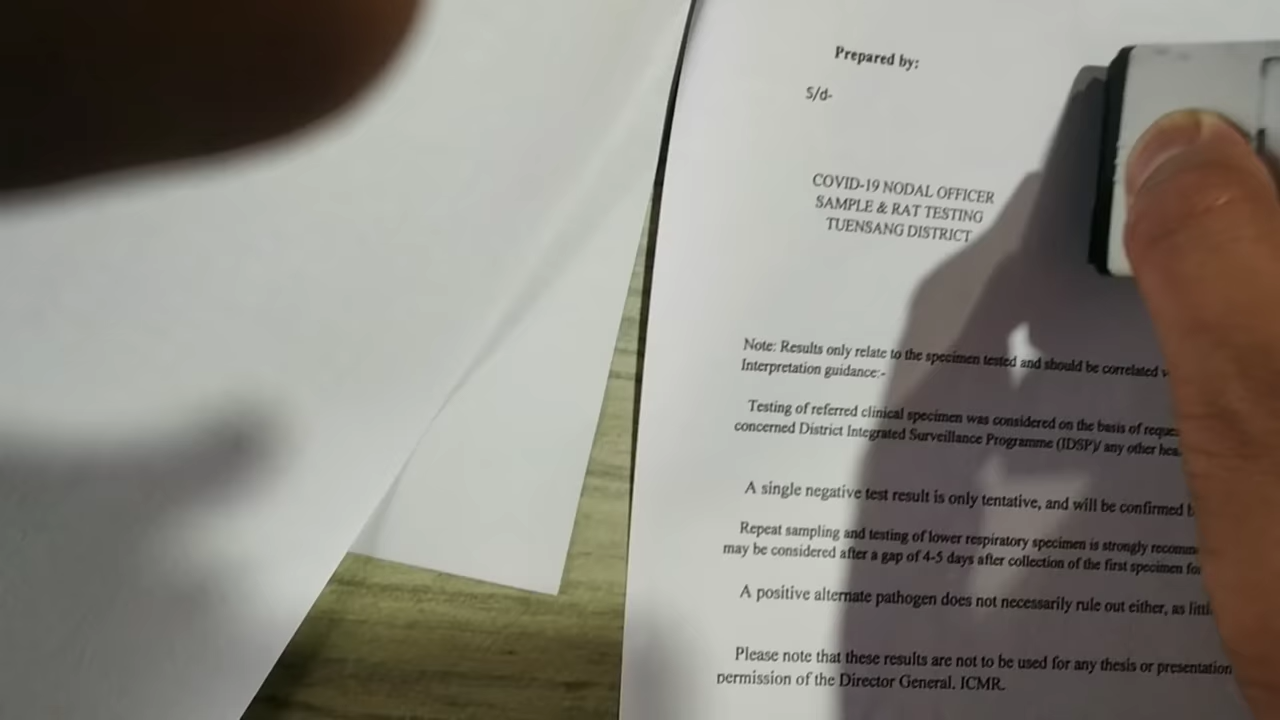 Prepared by:
S/d-
COVID-19 NODAL OFFICER
SAMPLE & RAT TESTING
TUENSANG DISTRICT
Note: Results only relate to the specimen tested and should be correlated
Interpretation guidance:-
Testing of referred clinical specimen was considered on the basis of
concerned District Integrated Surveillance Programme (IDSP)/ any other
A single negative test result is only tentative, and will be confirmed
Repeat sampling and testing of lower respiratory specimen is strongly
may be considered after a gap of 4-5 days after collection of the first specimen
A positive alternate pathogen does not necessarily rule out either, as
Please note that these results are not to be used for any thesis or presentation
permission of the Director General. ICMR.